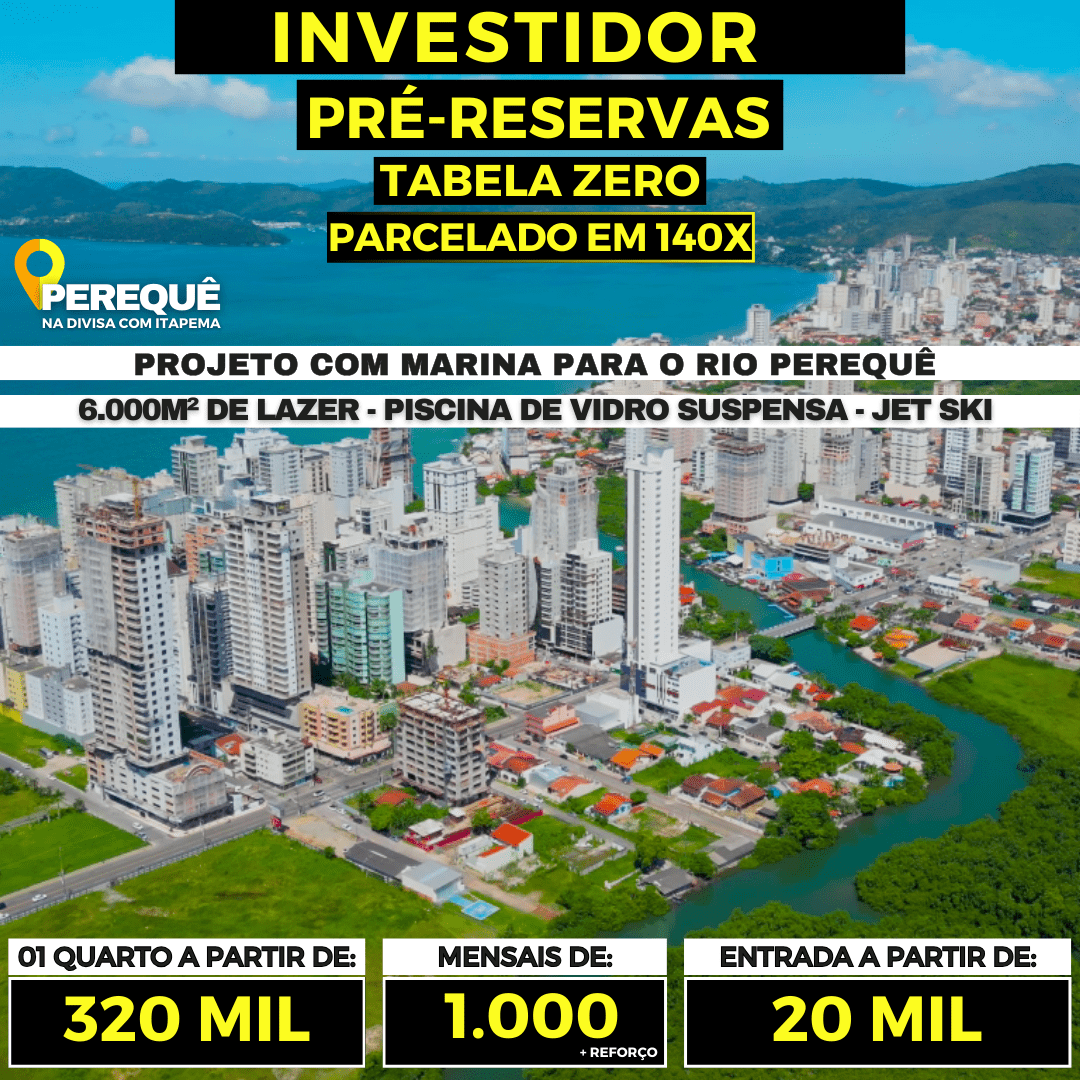 INVESTIDOR
PRÉ-RESERVAS
TABELA ZERO
PARCELADO EM 140X
PEREQUÊ
NA DIVISA COM ITAPEMA
PROJETO COM MARINA PARA O RIO PEREQUÊ
6.000M² DE LAZER - PISCINA DE VIDRO SUSPENSA - JET SKI
01 QUARTO A PARTIR DE:
320 MIL
MENSAIS DE:
1.000
+ REFORÇO
ENTRADA A PARTIR DE:
20 MIL